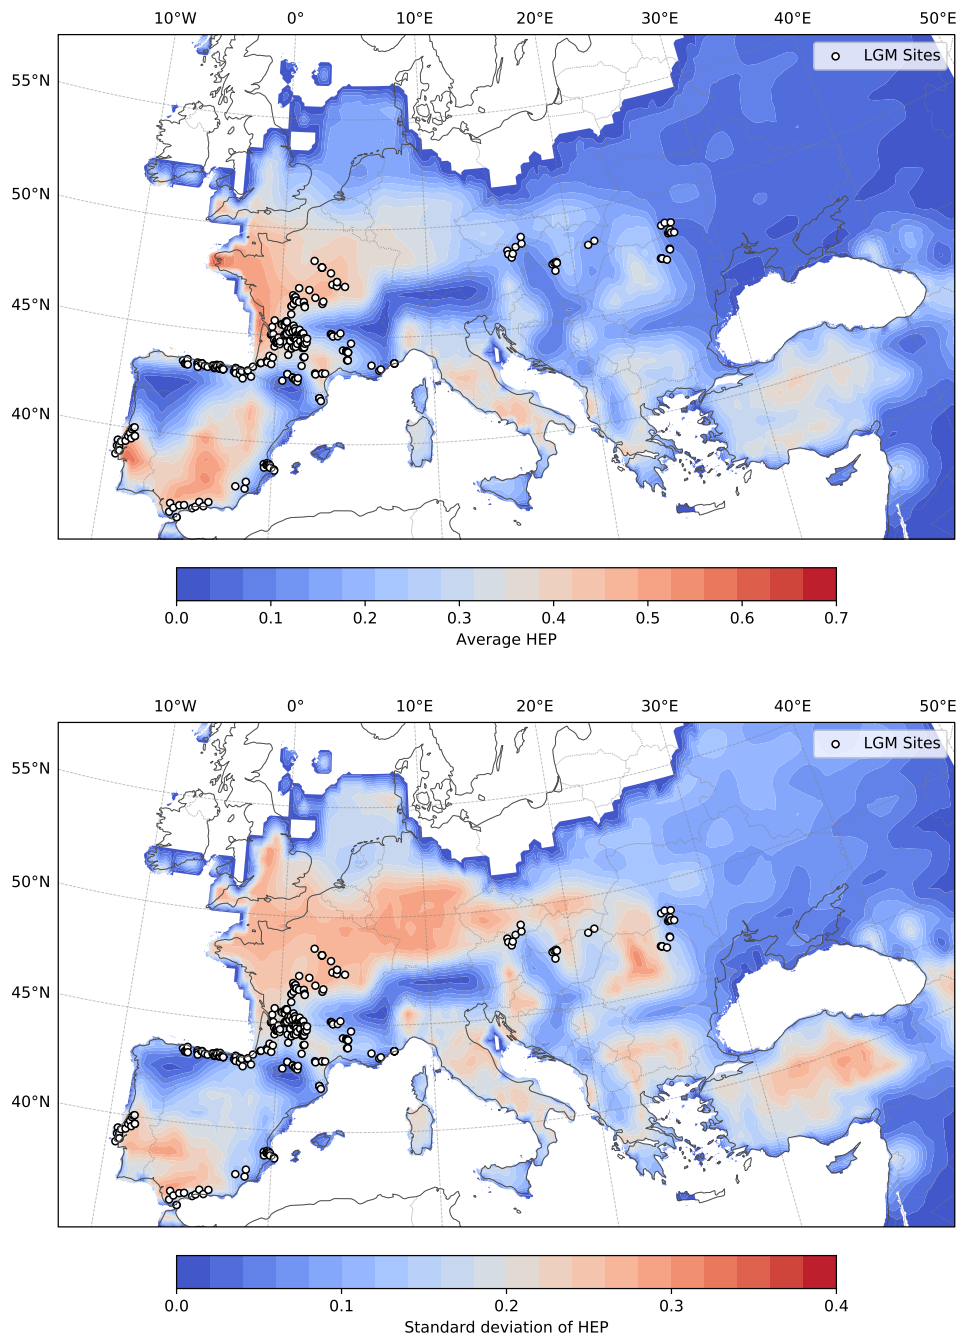 10°W 0° 10°E 20°E 30°E 40°E 50°E
LGM Sites
55°N
50°N
45°N
40°N
0.0 0.1 0.2 0.3 0.4 0.5 0.6 0.7
Average HEP
10°W 0° 10°E 20°E 30°E 40°E 50°E
LGM Sites
55°N
50°N
45°N
40°N
0.0 0.1 0.2 0.3 0.4
Standard deviation of HEP